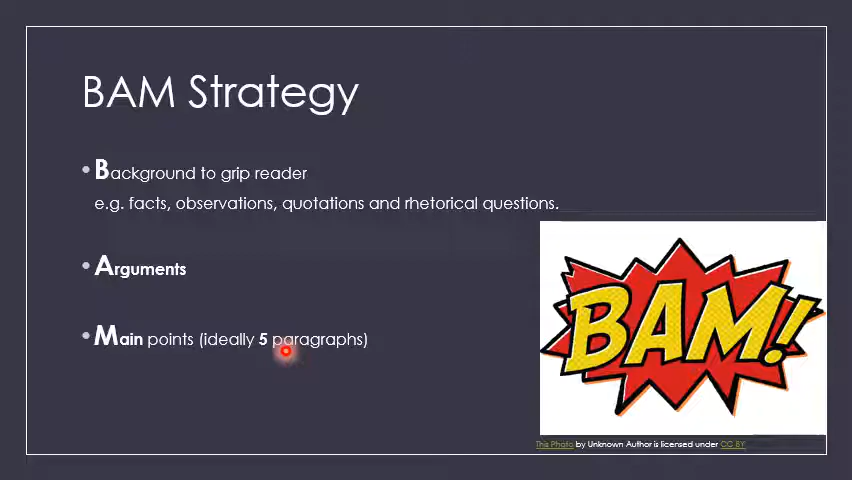 BAM Strategy
• Background to grip reader
e.g. facts, observations, quotations and rhetorical questions.
• Arguments
• Main points (ideally 5 paragraphs)
BAM!!
This Photo by Unknown Author is licensed under CC BY